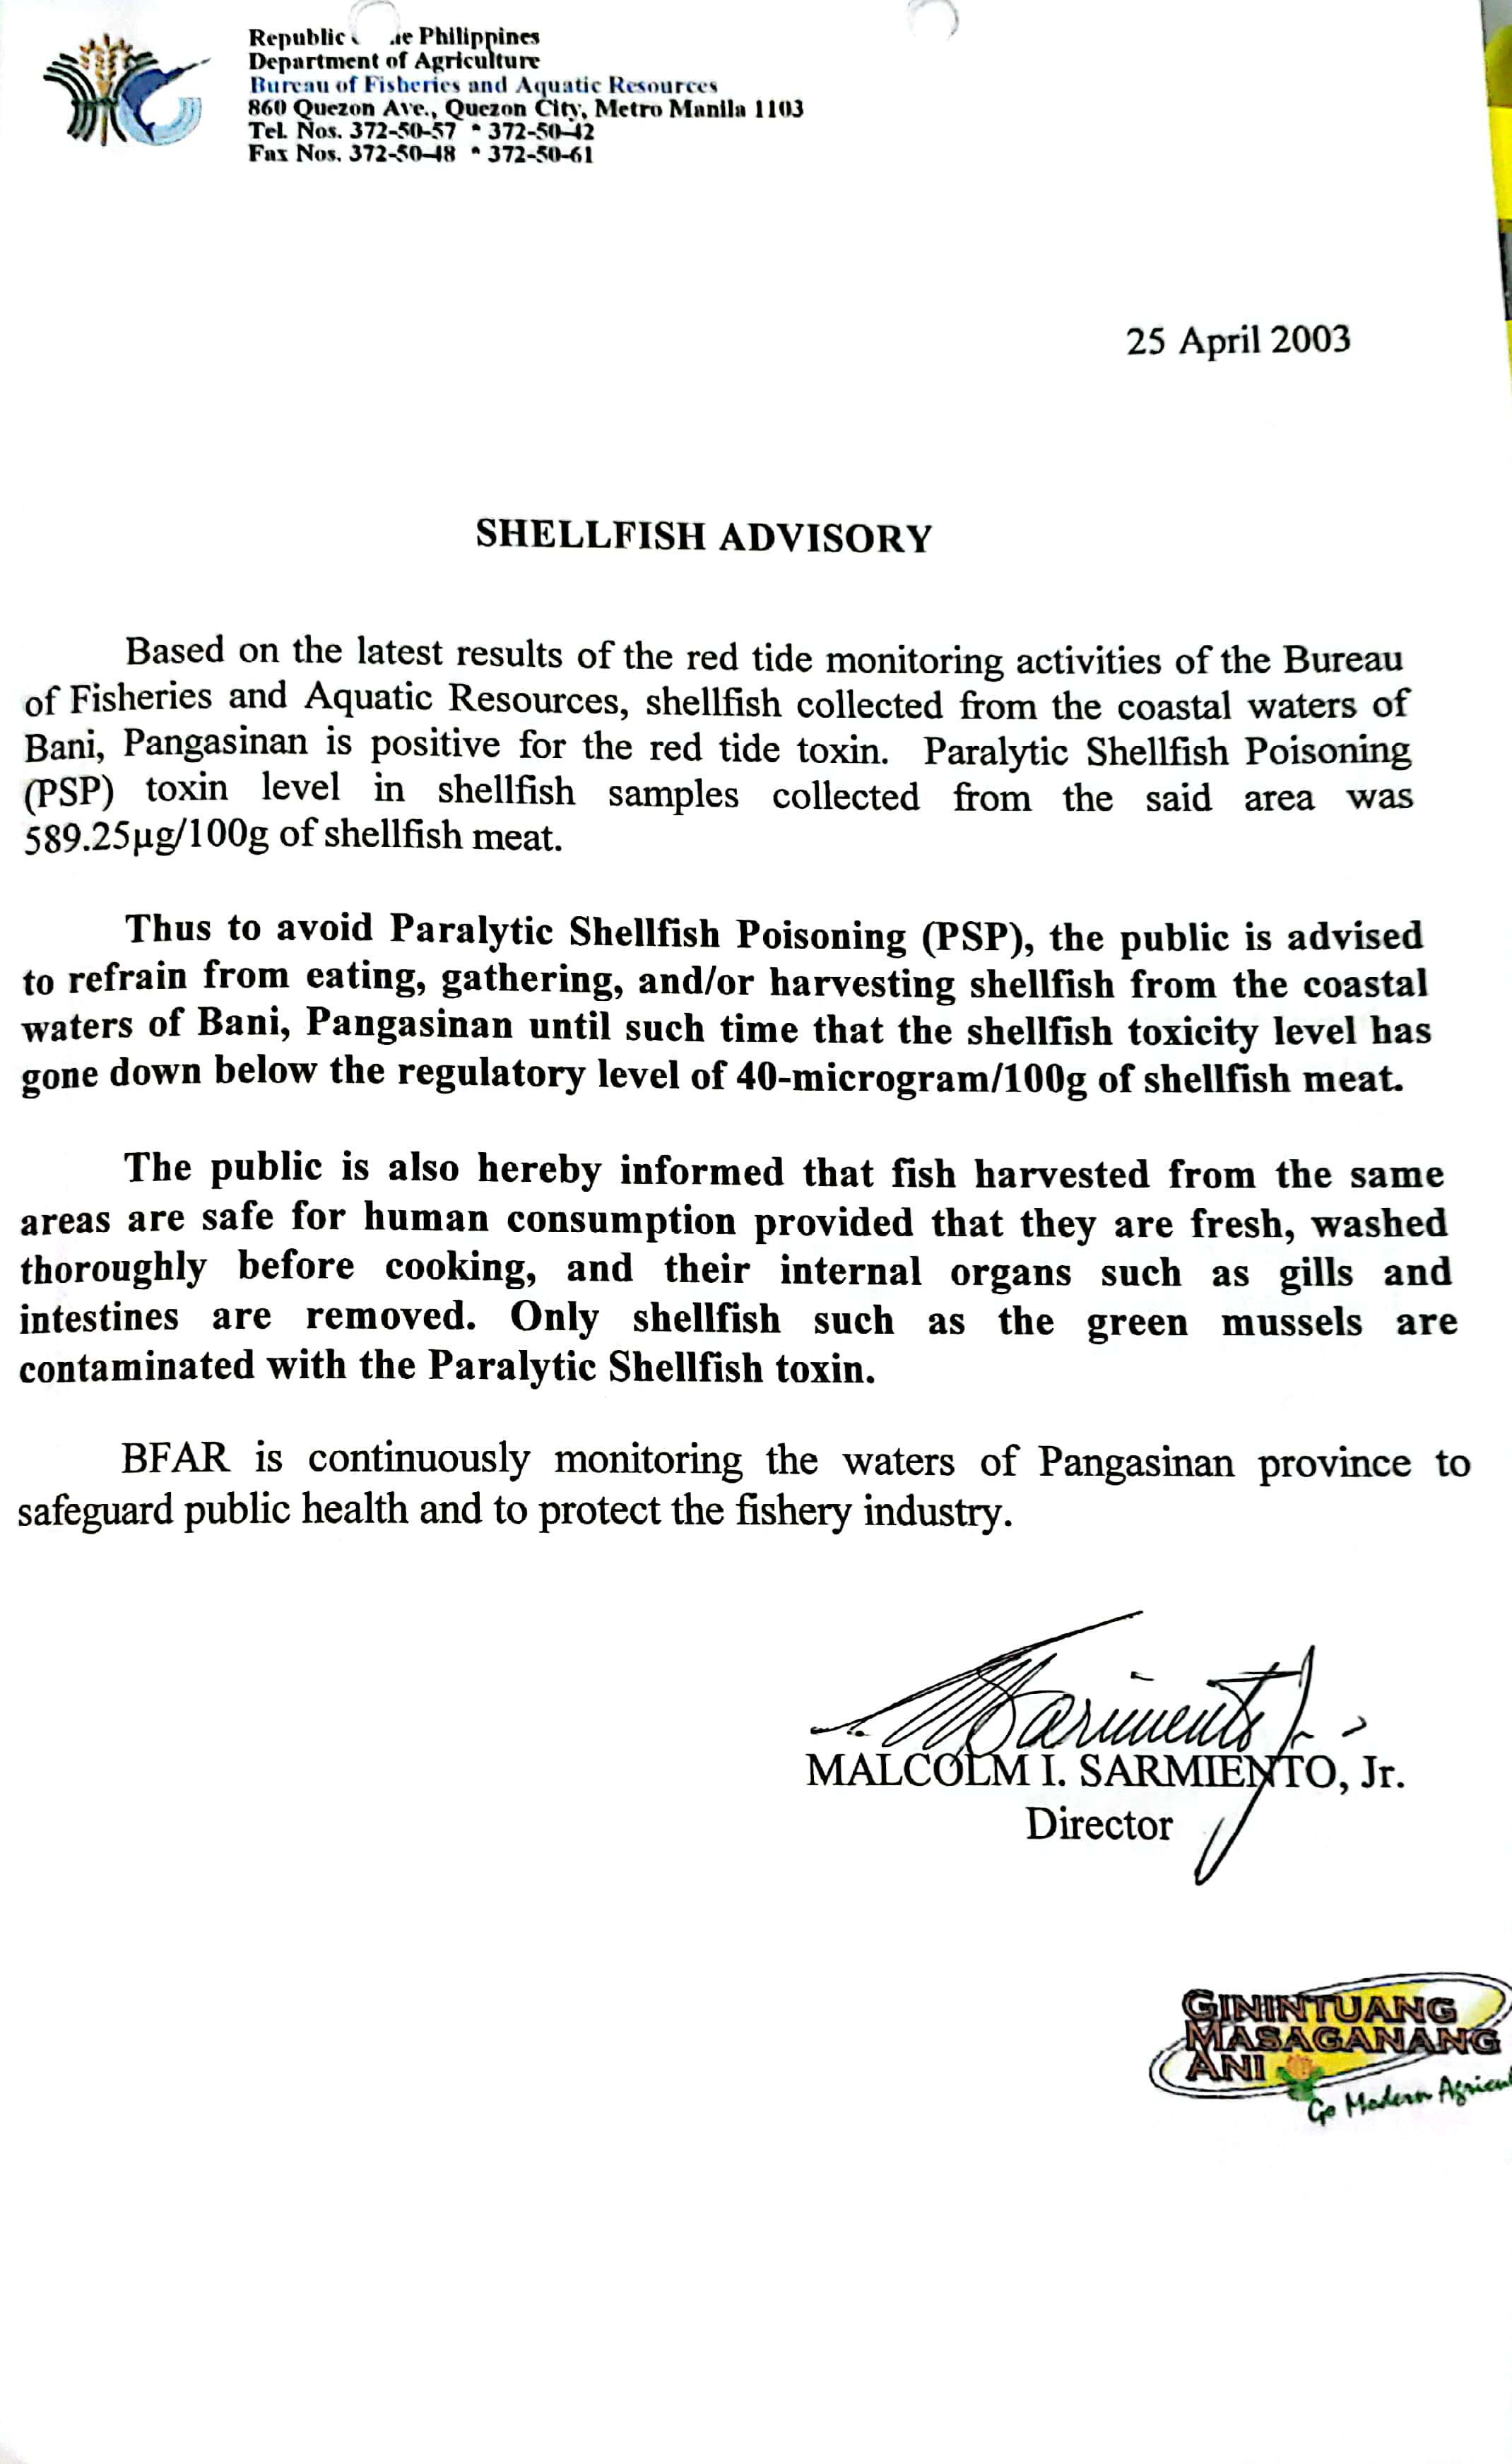 Republic Philippines
Department of Agriculture
Bureau of Fisheries and Aquatic Resources
860 Quezon Ave., Quezon City, Metro Manila 1103
Tel. Nos. 372-50-57 * 372-50-42
Fax Nos. 372-50-48 * 372-50-61
25 April 2003
SHELLFISH ADVISORY
Based on the latest results of the red tide monitoring activities of the Bureau
of Fisheries and Aquatic Resources, shellfish collected from the coastal waters of
Bani, Pangasinan is positive for the red tide toxin. Paralytic Shellfish Poisoning
(PSP) toxin level in shellfish samples collected from the said area was
589.25µg/100g of shellfish meat.
Thus to avoid Paralytic Shellfish Poisoning (PSP), the public is advised
to refrain from eating, gathering, and/or harvesting shellfish from the coastal
waters of Bani, Pangasinan until such time that the shellfish toxicity level has
gone down below the regulatory level of 40-microgram/100g of shellfish meat.
The public is also hereby informed that fish harvested from the same
areas are safe for human consumption provided that they are fresh, washed
thoroughly before cooking, and their internal organs such as gills and
intestines are removed. Only shellfish such as the green mussels are
contaminated with the Paralytic Shellfish toxin.
BFAR is continuously monitoring the waters of Pangasinan province to
safeguard public health and to protect the fishery industry.
Sarmiento Jr.
MALCOLM I. SARMIENTO, Jr.
Director
GININTUANG
MASAGANANG
ANI
Go Modern